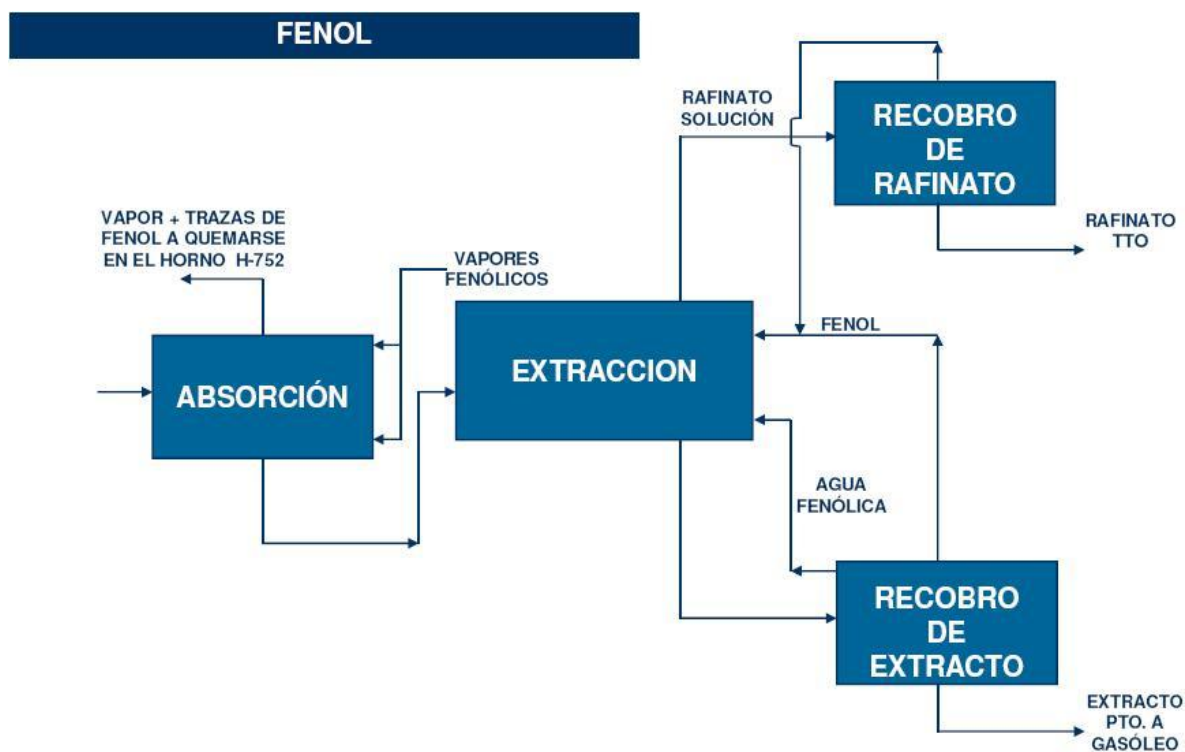 FENOL
RAFINATO
SOLUCIÓN
RECOBRO
DE
RAFINATO
RAFINATO
TTO
VAPOR + TRAZAS DE
FENOL A QUEMARSE
EN EL HORNO H-752
VAPORES
FENÓLICOS
ABSORCIÓN
EXTRACCION
FENOL
AGUA
FENÓLICA
RECOBRO
DE
EXTRACTO
EXTRACTO
PTO. A
GASÓLEO